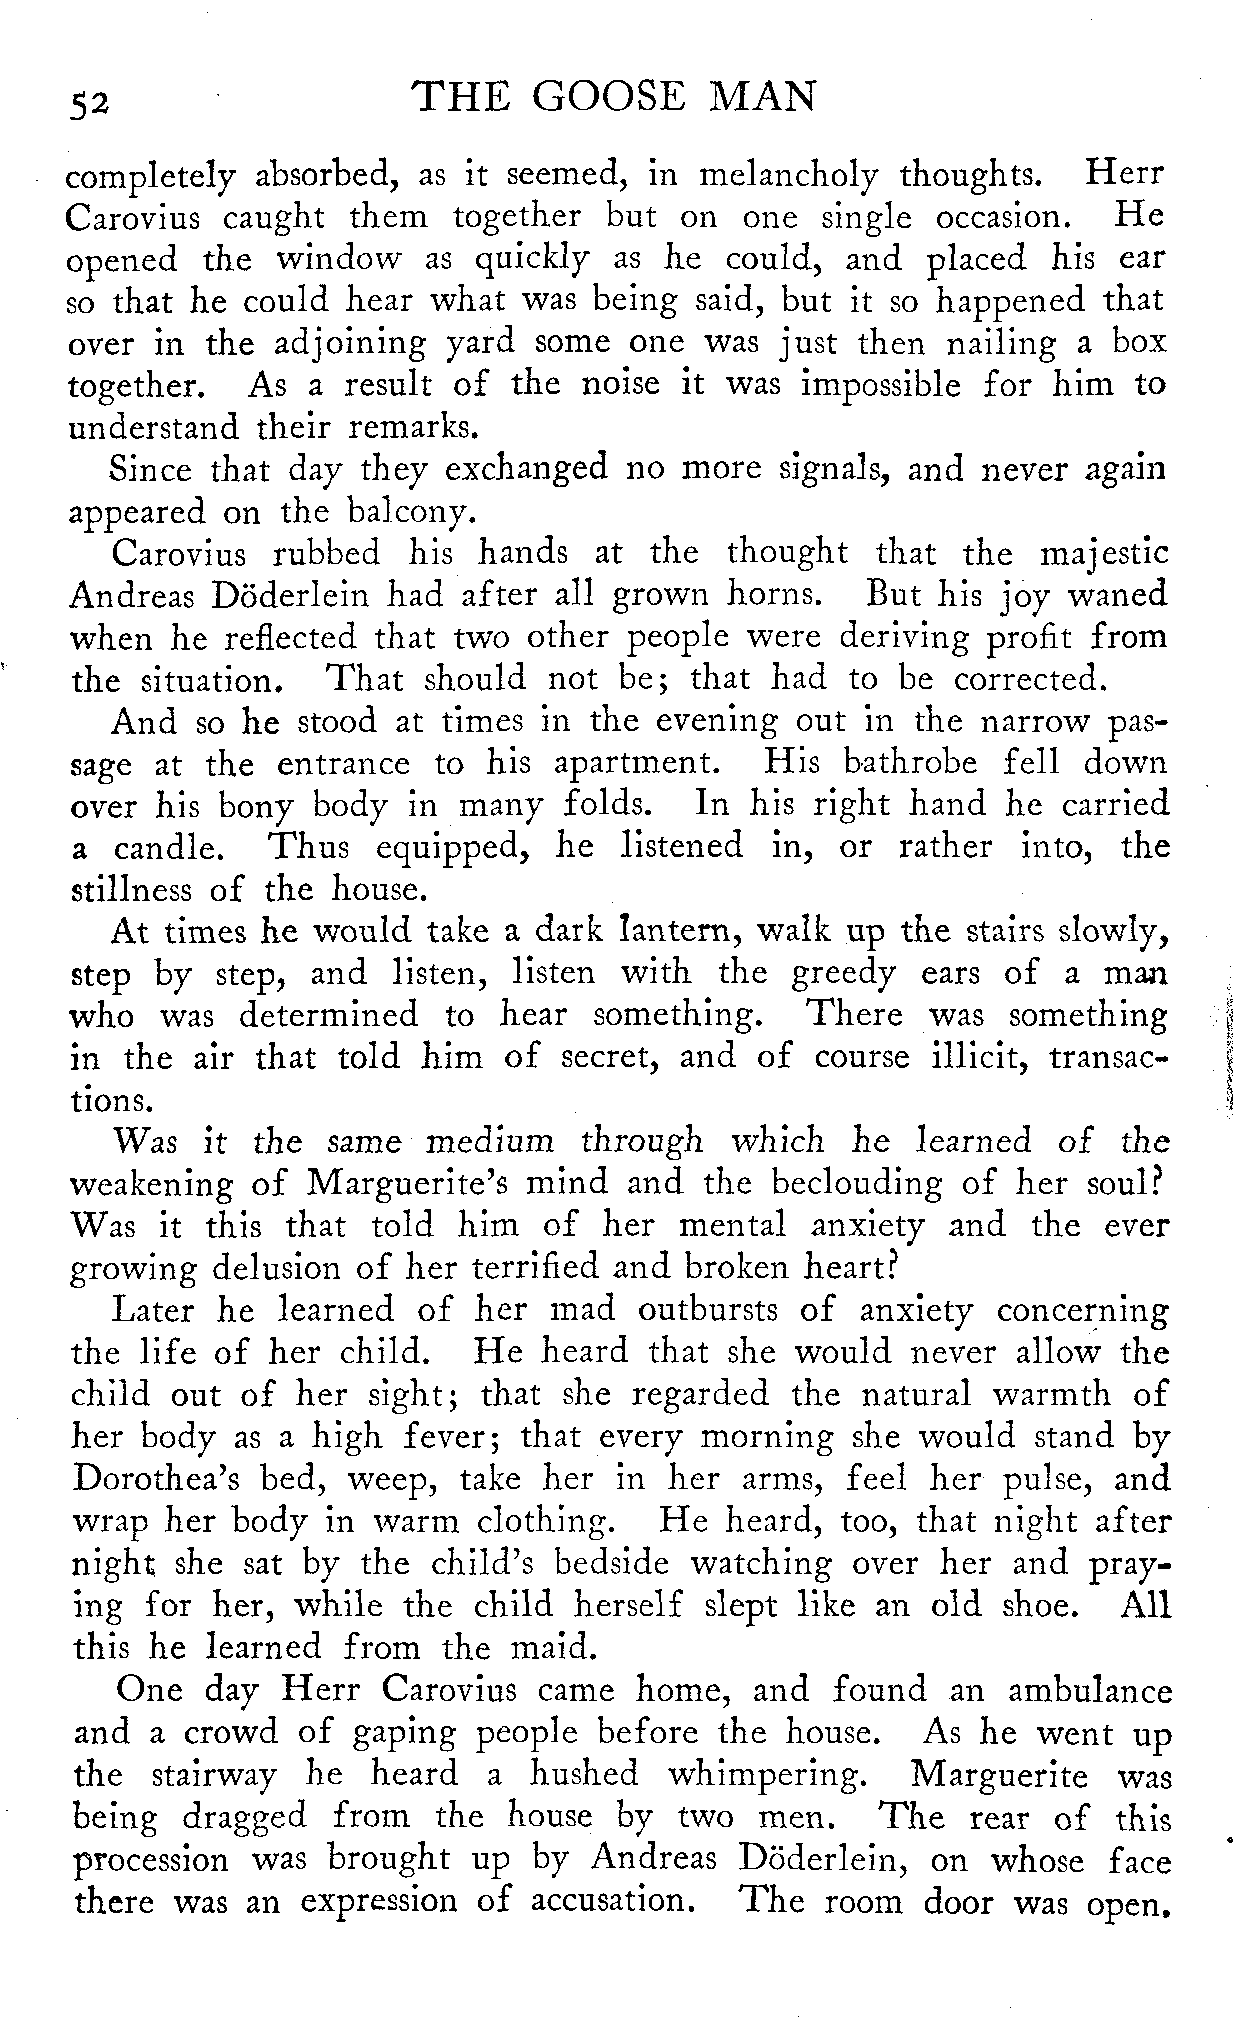 52 THE GOOSE MAN
completely absorbed, as it seemed, in melancholy thoughts. Herr
Carovius caught them together but on one single occasion. He
opened the window as quickly as he could, and placed his ear
so that he could hear what was being said, but it so happened that
over in the adjoining yard some one was just then nailing a box
together. As a result of the noise it was impossible for him to
understand their remarks.
Since that day they exchanged no more signals, and never again
appeared on the balcony.
Carovius rubbed his hands at the thought that the majestic
Andreas Döderlein had after all grown horns. But his joy waned
when he reflected that two other people were deriving profit from
the situation. That should not be; that had to be corrected.
And so he stood at times in the evening out in the narrow pas-
sage at the entrance to his apartment. His bathrobe fell down
over his bony body in many folds. In his right hand he carried
a candle. Thus equipped, he listened in, or rather into, the
stillness of the house.
At times he would take a dark lantern, walk up the stairs slowly,
step by step, and listen, listen with the greedy ears of a man
who was determined to hear something. There was something
in the air that told him of secret, and of course illicit, transac-
tions.
Was it the same medium through which he learned of the
weakening of Marguerite's mind and the beclouding of her soul?
Was it this that told him of her mental anxiety and the ever
growing delusion of her terrified and broken heart?
Later he learned of her mad outbursts of anxiety concerning
the life of her child. He heard that she would never allow the
child out of her sight; that she regarded the natural warmth of
her body as a high fever; that every morning she would stand by
Dorothea's bed, weep, take her in her arms, feel her pulse, and
wrap her body in warm clothing. He heard, too, that night after
night she sat by the child's bedside watching over her and pray-
ing for her, while the child herself slept like an old shoe. All
this he learned from the maid.
One day Herr Carovius came home, and found an ambulance
and a crowd of gaping people before the house. As he went up
the stairway he heard a hushed whimpering. Marguerite was
being dragged from the house by two men. The rear of this
procession was brought up by Andreas Döderlein, on whose face
there was an expression of accusation. The room door was open.